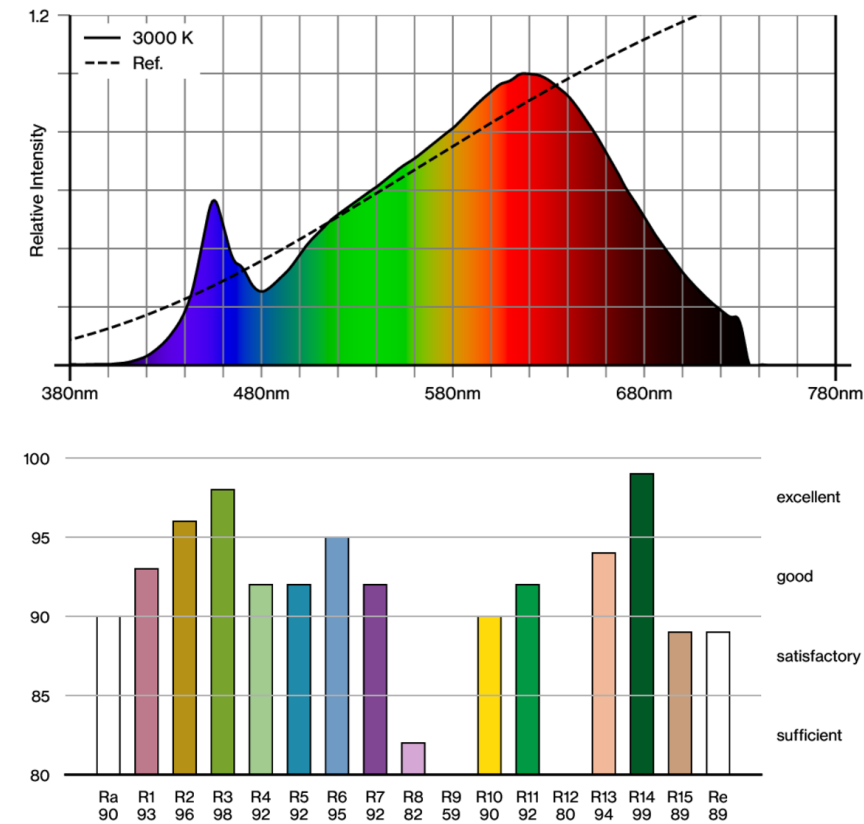 1.2
3000 K
Ref.
Relative Intensity
380nm 480nm 580nm 680nm 780nm
100
excellent
95
good
90
satisfactory
85
sufficient
80
Ra R1 R2 R3 R4 R5 R6 R7 R8 R9 R10 R11 R12 R13 R14 R15 Re
90 93 96 98 92 92 95 92 82 59 90 92 80 94 99 89 89